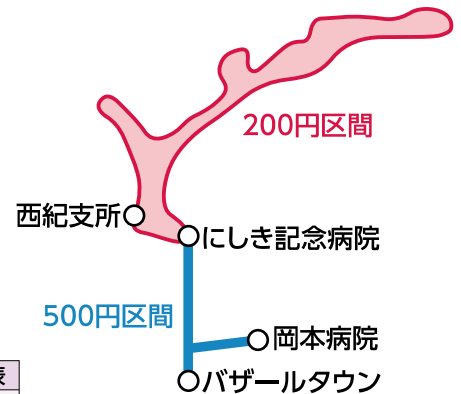 200円区間
西紀支所
にしき記念病院
500円区間
岡本病院
バザールタウン
表